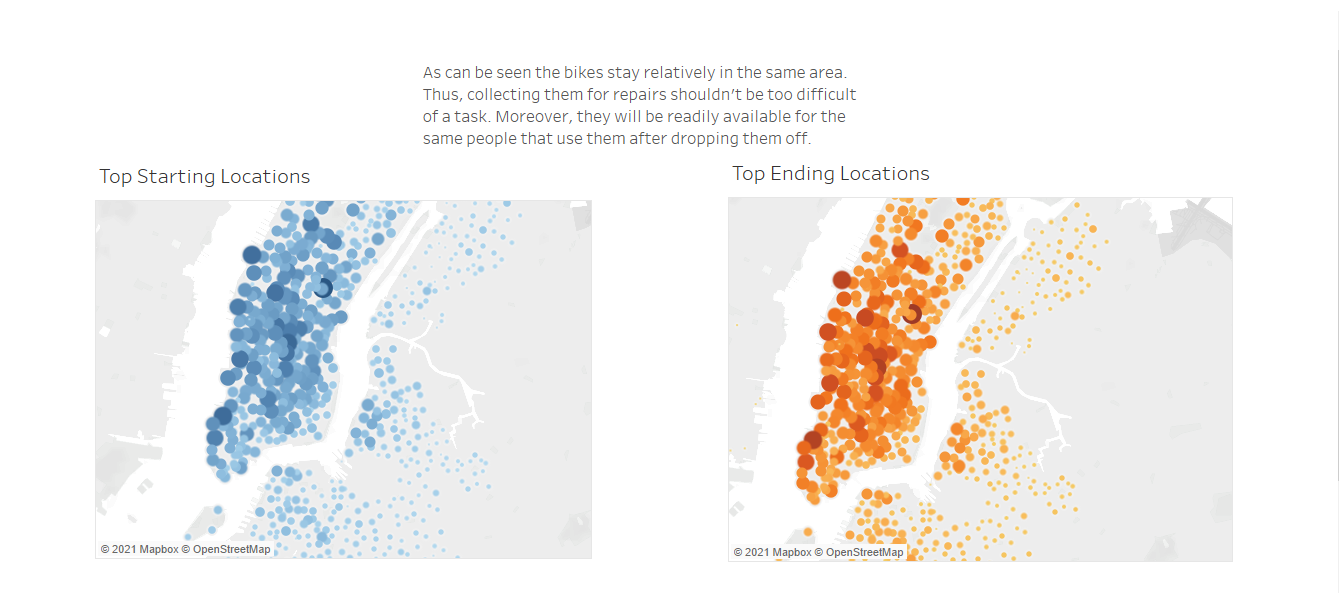 As can be seen the bikes stay relatively in the same area.
Thus, collecting them for repairs shouldn't be too difficult
of a task. Moreover, they will be readily available for the
same people that use them after dropping them off.
Top Starting Locations
Top Ending Locations
© 2021 Mapbox © OpenStreetMap
© 2021 Mapbox © OpenStreetMap